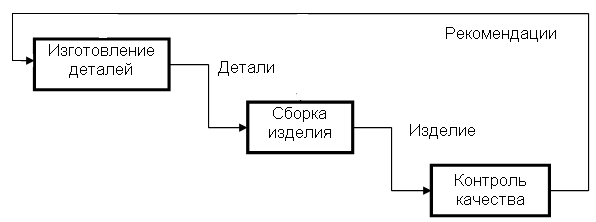 Рекомендации
Изготовление
деталей
Детали
Сборка
изделия
Изделие
Контроль
качества